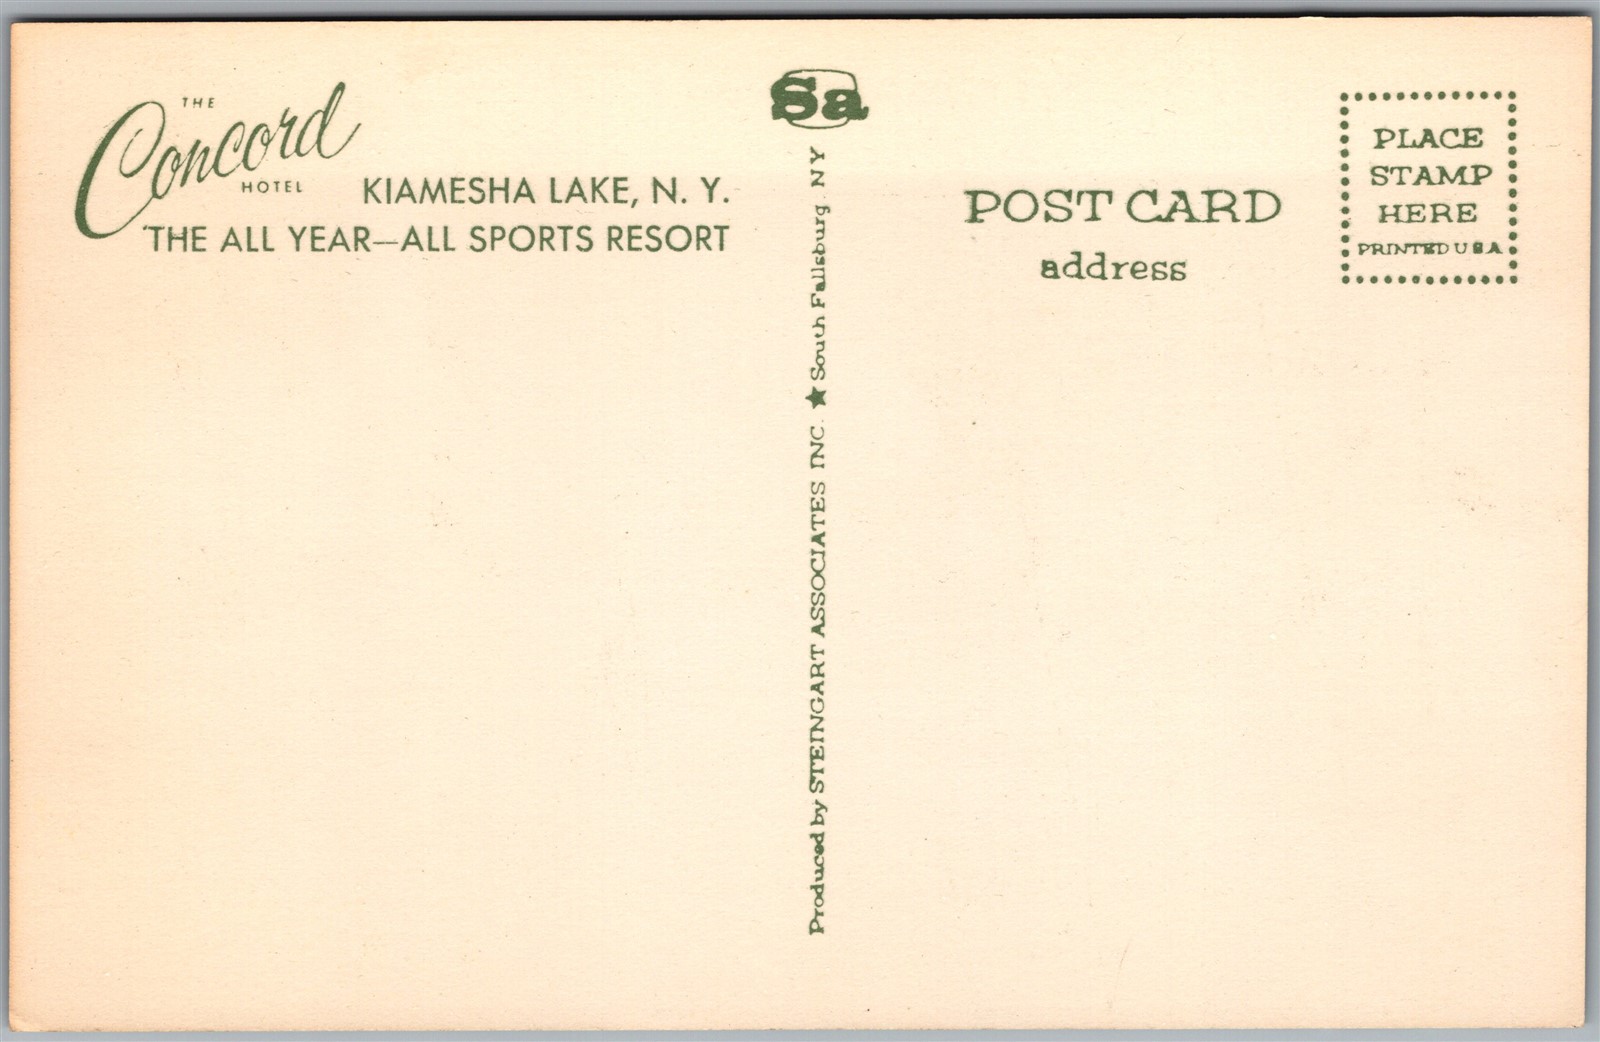 THE
Concord
HOTEL
KIAMESHA LAKE, N. Y.
THE ALL YEAR—ALL SPORTS RESORT
Sa
Produced by STEINGART ASSOCIATES INC. ★ South Fallsburg NY
POST CARD
address
PLACE
STAMP
HERE
PRINTED U S A